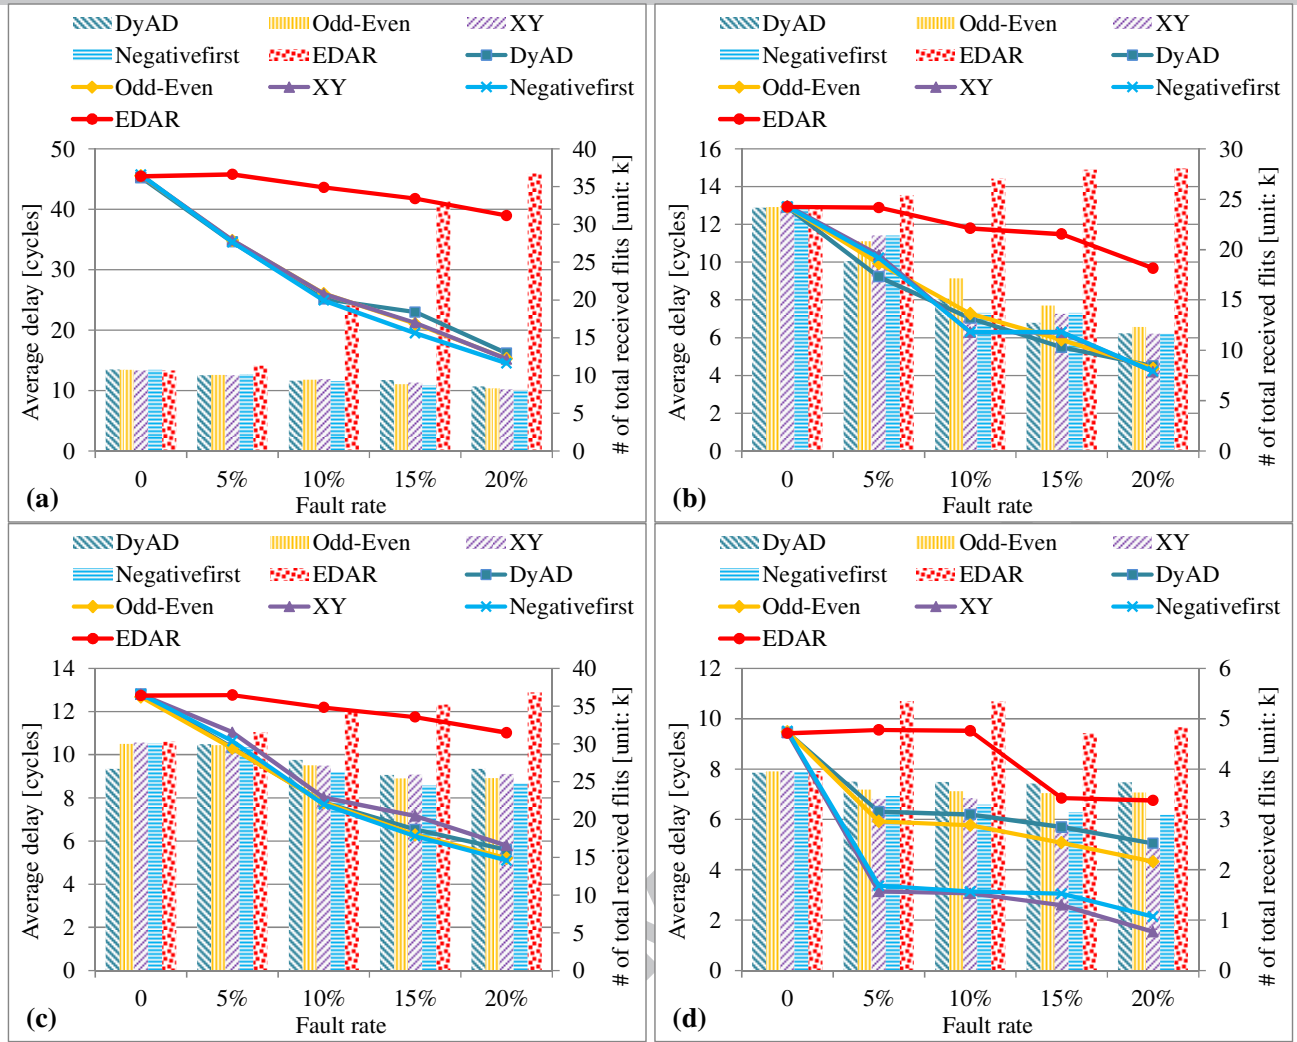 DyAD Odd-Even XY
Negativefirst EDAR DyAD
Odd-Even XY Negativefirst
EDAR
Average delay [cycles]
50
40
30
20
10
0
40
35
30
25
20
15
10
5
0
# of total received flits [unit: k]
0 5% 10% 15% 20%
Fault rate
(a)
DyAD Odd-Even XY
Negativefirst EDAR DyAD
Odd-Even XY Negativefirst
EDAR
Average delay [cycles]
16
14
12
10
8
6
4
2
0
30
25
20
15
10
5
0
# of total received flits [unit: k]
0 5% 10% 15% 20%
Fault rate
(b)
DyAD Odd-Even XY
Negativefirst EDAR DyAD
Odd-Even XY Negativefirst
EDAR
Average delay [cycles]
14
12
10
8
6
4
2
0
40
35
30
25
20
15
10
5
0
# of total received flits [unit: k]
0 5% 10% 15% 20%
Fault rate
(c)
DyAD Odd-Even XY
Negativefirst EDAR DyAD
Odd-Even XY Negativefirst
EDAR
Average delay [cycles]
12
10
8
6
4
2
0
6
5
4
3
2
1
0
# of total received flits [unit: k]
0 5% 10% 15% 20%
Fault rate
(d)